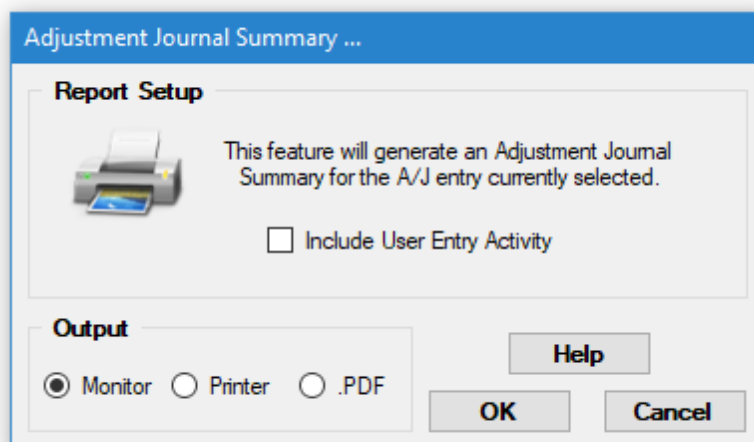 Adjustment Journal Summary ...
Report Setup
This feature will generate an Adjustment Journal
Summary for the A/J entry currently selected.
Include User Entry Activity
Output
Monitor Printer .PDF
Help
OK Cancel